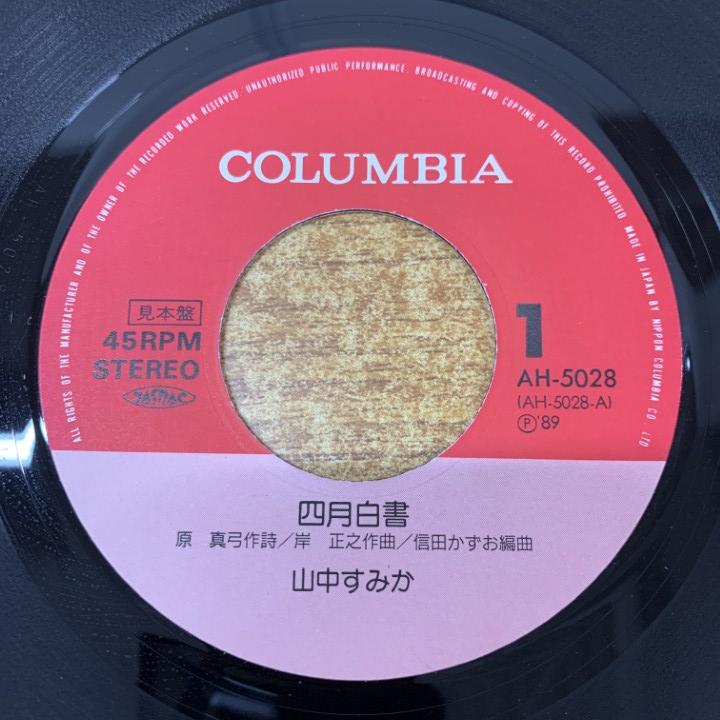 ALL RIGHTS OF THE MANUFACTURER AND OF THE OWNER OF THE RECORDED WORK RESERVED. UNAUTHORIZED PUBLIC PERFORMANCE. BROADCASTING AND COPYING OF THIS RECORD PROHIBITED. MADE IN JAPAN BY NIPPON COLUMBIA CO., LTD
COLUMBIA
見本盤
45RPM
STEREO
JASRAC
1
AH-5028
(AH-5028-A)
Ⓟ'89
四月白書
原 真弓作詩/岸 正之作曲/信田かずお編曲
山中すみか